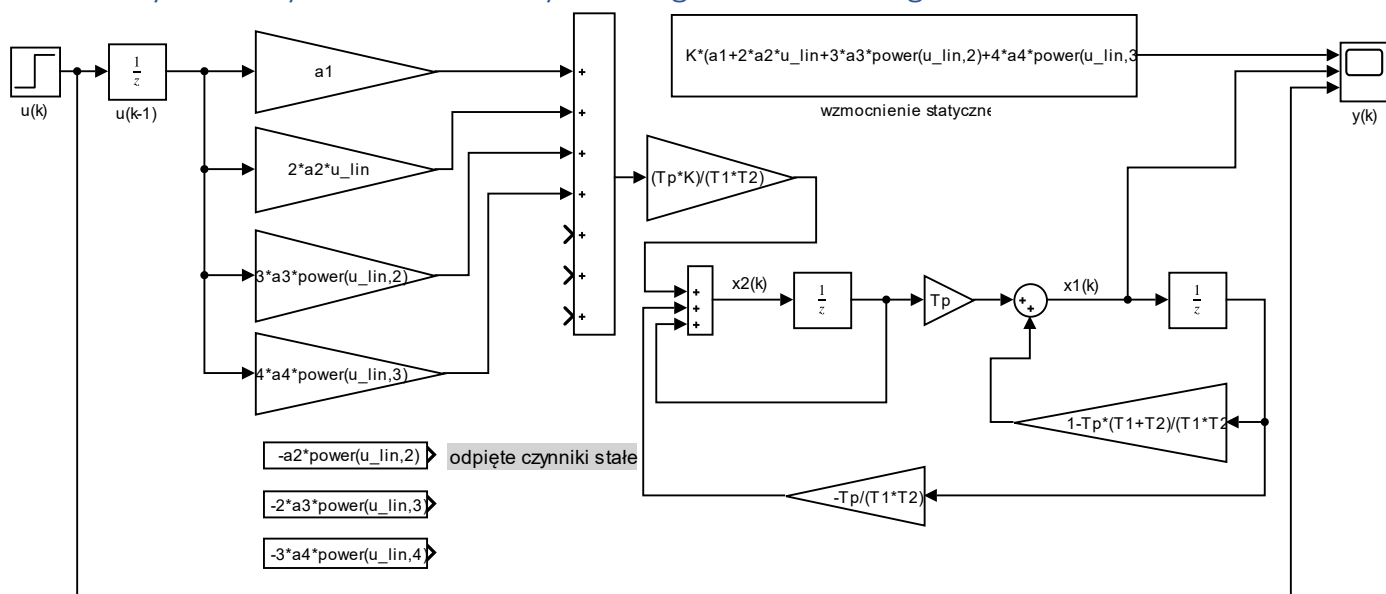 u(k)
1
z
u(k-1)
a1
2*a2*u_lin
3*a3*power(u_lin,2)
4*a4*power(u_lin,3)
+
+
+
+
+
+
+
K*(a1+2*a2*u_lin+3*a3*power(u_lin,2)+4*a4*power(u_lin,3
wzmocnienie statyczne
y(k)
(Tp*K)/(T1*T2)
+
+
+
x2(k)
1
z
Tp
+
+
x1(k)
1
z
1-Tp*(T1+T2)/(T1*T2
-Tp/(T1*T2)
-a2*power(u_lin,2)
odpięte czynniki stałe
-2*a3*power(u_lin,3)
-3*a4*power(u_lin,4)